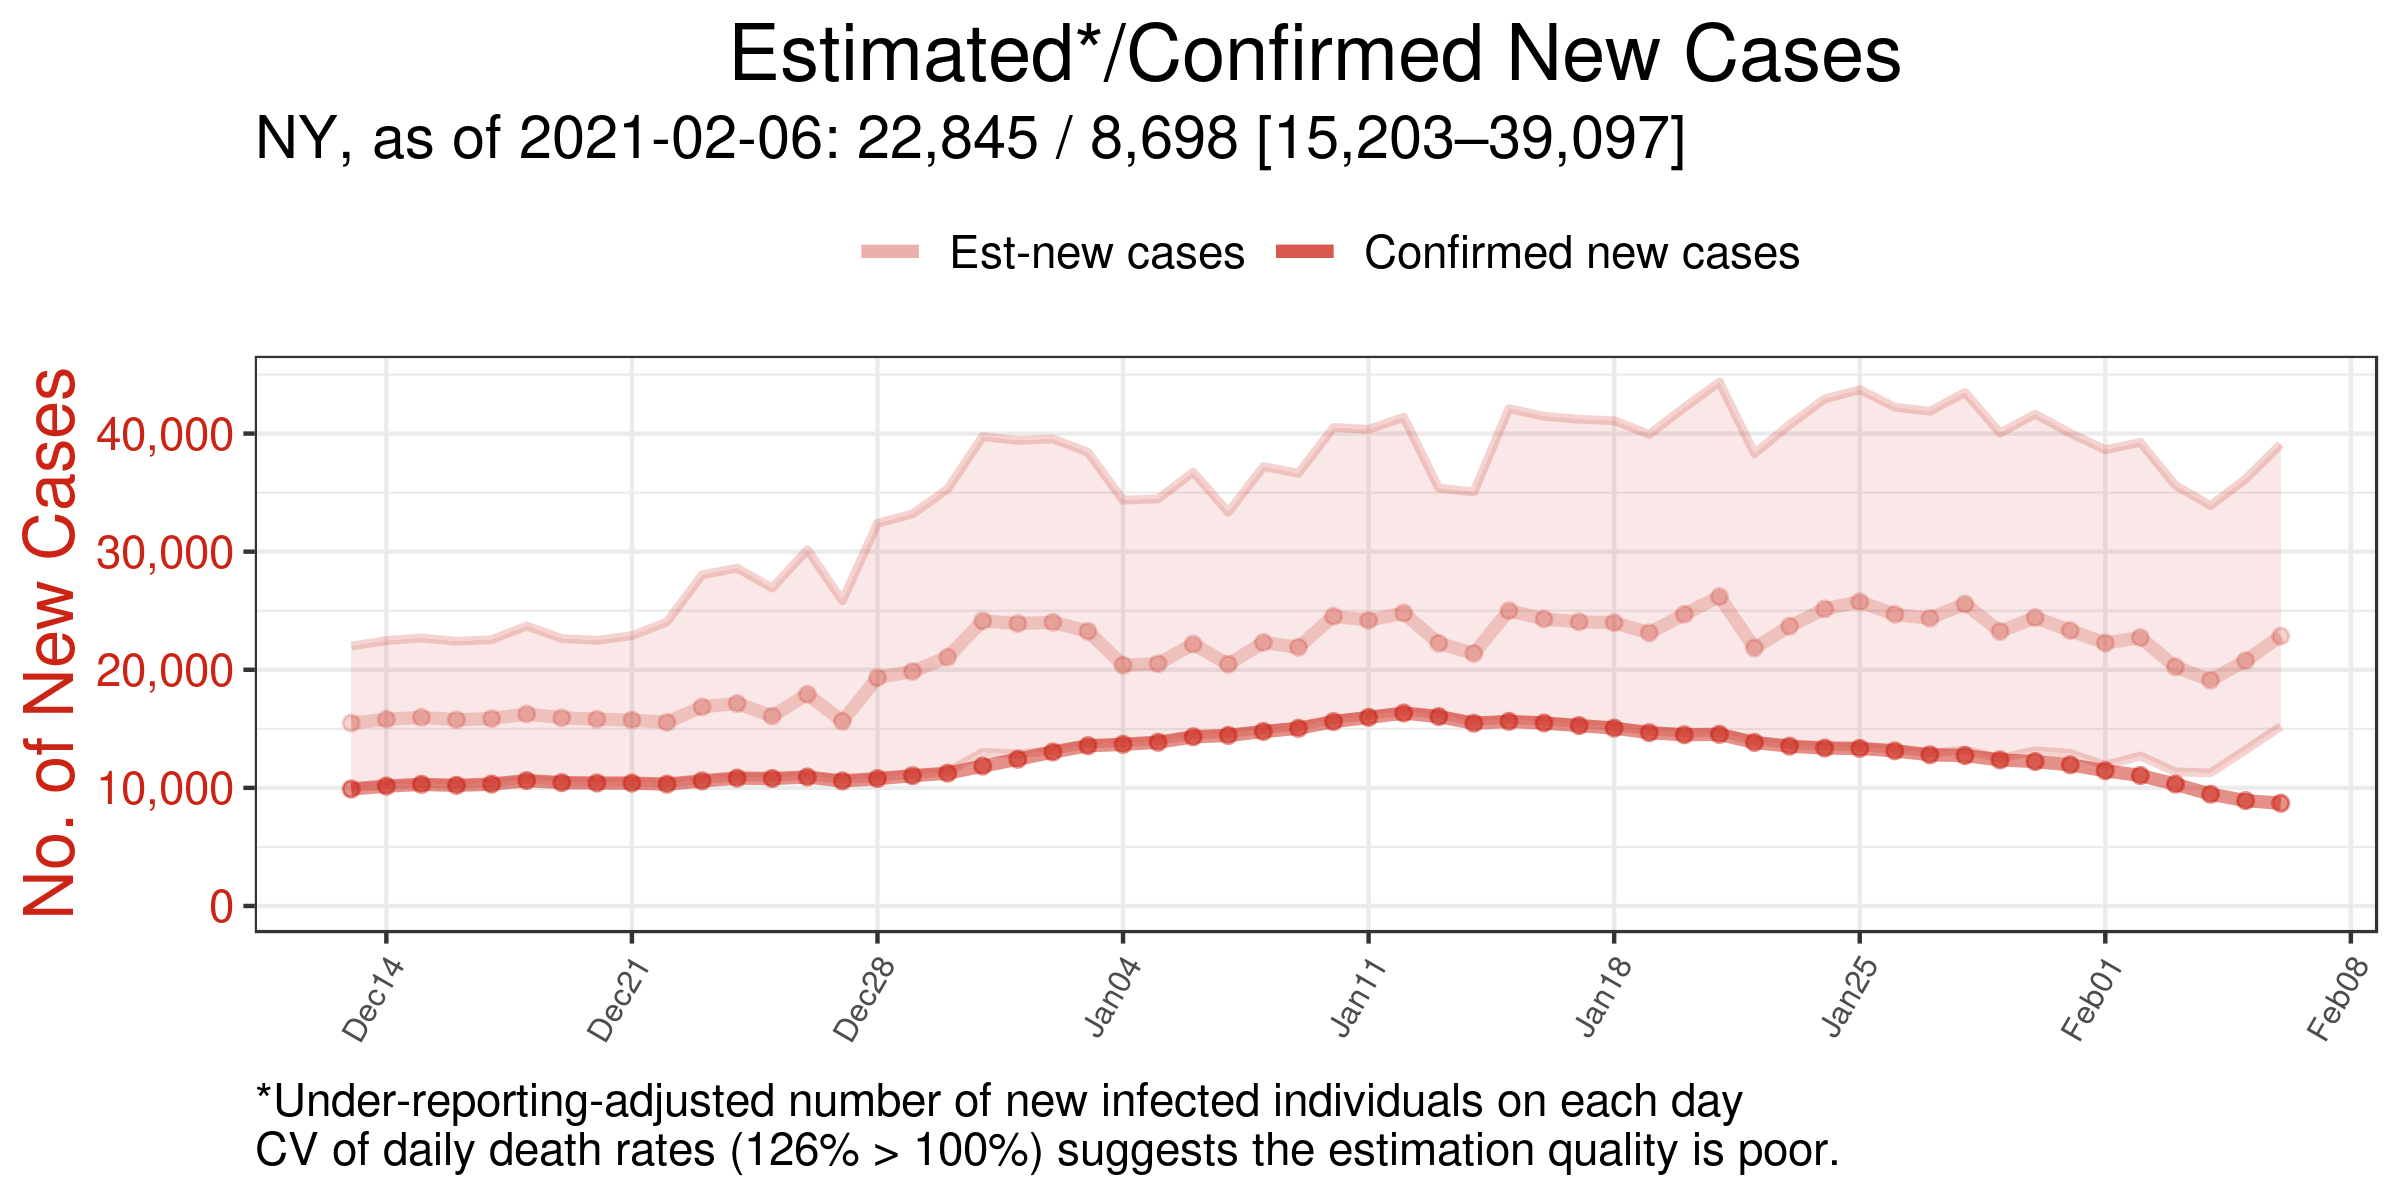 Estimated*/Confirmed New Cases
NY, as of 2021-02-06: 22,845 / 8,698 [15,203–39,097]
Est-new cases
Confirmed new cases
No. of New Cases
40,000
30,000
20,000
10,000
0
Dec14
Dec21
Dec28
Jan04
Jan11
Jan18
Jan25
Feb01
Feb08
*Under-reporting-adjusted number of new infected individuals on each day
CV of daily death rates (126% > 100%) suggests the estimation quality is poor.